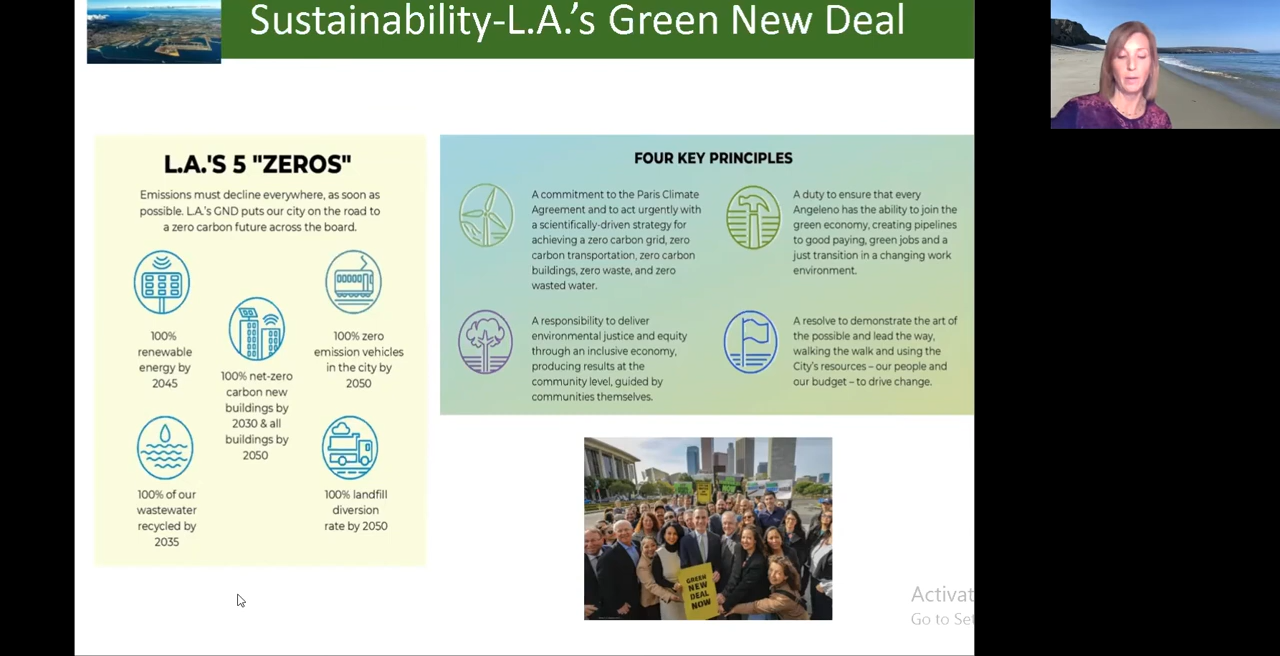 Sustainability-L.A.'s Green New Deal
L.A.'S 5 "ZEROS"
Emissions must decline everywhere, as soon as
possible. L.A.'s GND puts our city on the road to
a zero carbon future across the board.
100%
renewable
energy by
2045
100% net-zero
carbon new
buildings by
2030 & all
buildings by
2050
100% zero
emission vehicles
in the city by
2050
100% of our
wastewater
recycled by
2035
100% landfill
diversion
rate by 2050
FOUR KEY PRINCIPLES
A commitment to the Paris Climate
Agreement and to act urgently with
a scientifically-driven strategy for
achieving a zero carbon grid, zero
carbon transportation, zero carbon
buildings, zero waste, and zero
wasted water.
A duty to ensure that every
Angeleno has the ability to join the
green economy, creating pipelines
to good paying, green jobs and a
just transition in a changing work
environment.
A responsibility to deliver
environmental justice and equity
through an inclusive economy,
producing results at the
community level, guided by
communities themselves.
A resolve to demonstrate the art of
the possible and lead the way,
walking the walk and using the
City's resources – our people and
our budget – to drive change.
GREEN
NEW
DEAL
NOW
Activat
Go to Set